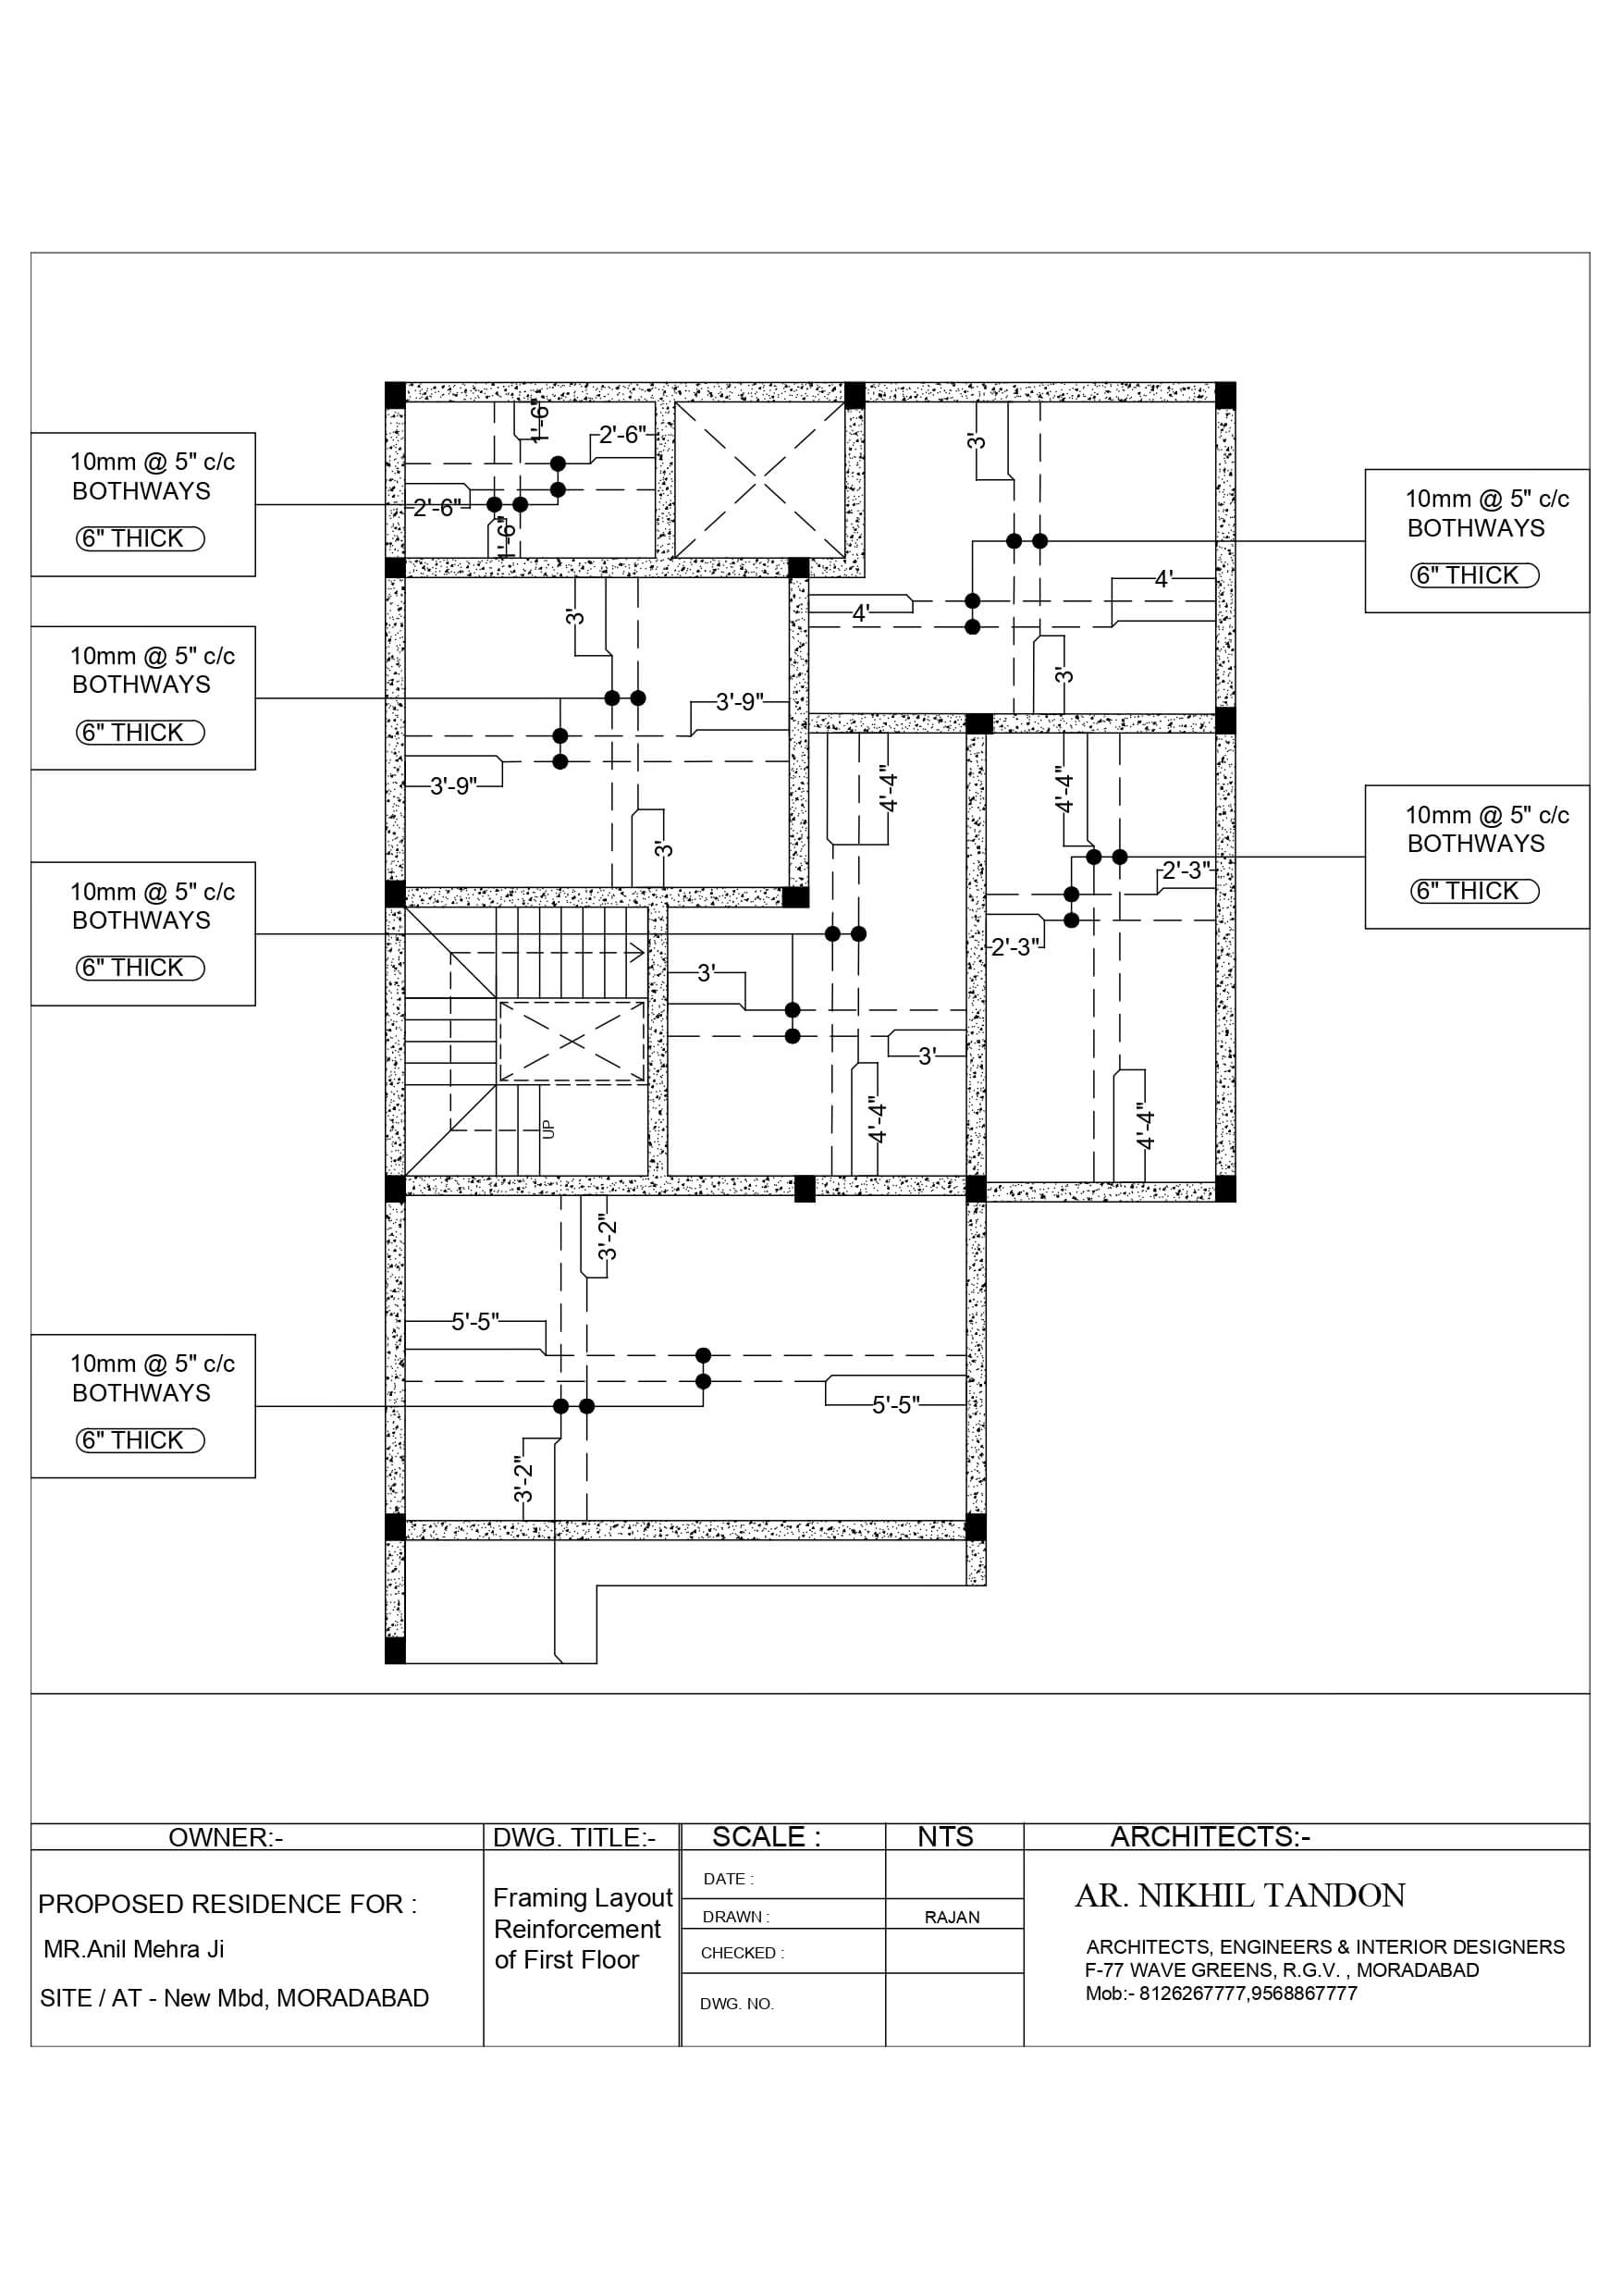 10mm @ 5" c/c
BOTHWAYS
6" THICK
10mm @ 5" c/c
BOTHWAYS
6" THICK
10mm @ 5" c/c
BOTHWAYS
6" THICK
10mm @ 5" c/c
BOTHWAYS
6" THICK
10mm @ 5" c/c
BOTHWAYS
6" THICK
10mm @ 5" c/c
BOTHWAYS
6" THICK
1'-6"
2'-6"
2'-6"
1'-6"
3'
4'
4'
3'
3'
3'-9"
3'-9"
3'
4'-4"
4'-4"
2'-3"
2'-3"
3'
3'
4'-4"
4'-4"
UP
3'-2"
5'-5"
5'-5"
3'-2"
OWNER:-
PROPOSED RESIDENCE FOR :
MR.Anil Mehra Ji
SITE / AT - New Mbd, MORADABAD
DWG. TITLE:-
Framing Layout
Reinforcement
of First Floor
SCALE : NTS
DATE :
DRAWN : RAJAN
CHECKED :
DWG. NO.
ARCHITECTS:-
AR. NIKHIL TANDON
ARCHITECTS, ENGINEERS & INTERIOR DESIGNERS
F-77 WAVE GREENS, R.G.V. , MORADABAD
Mob:- 8126267777,9568867777